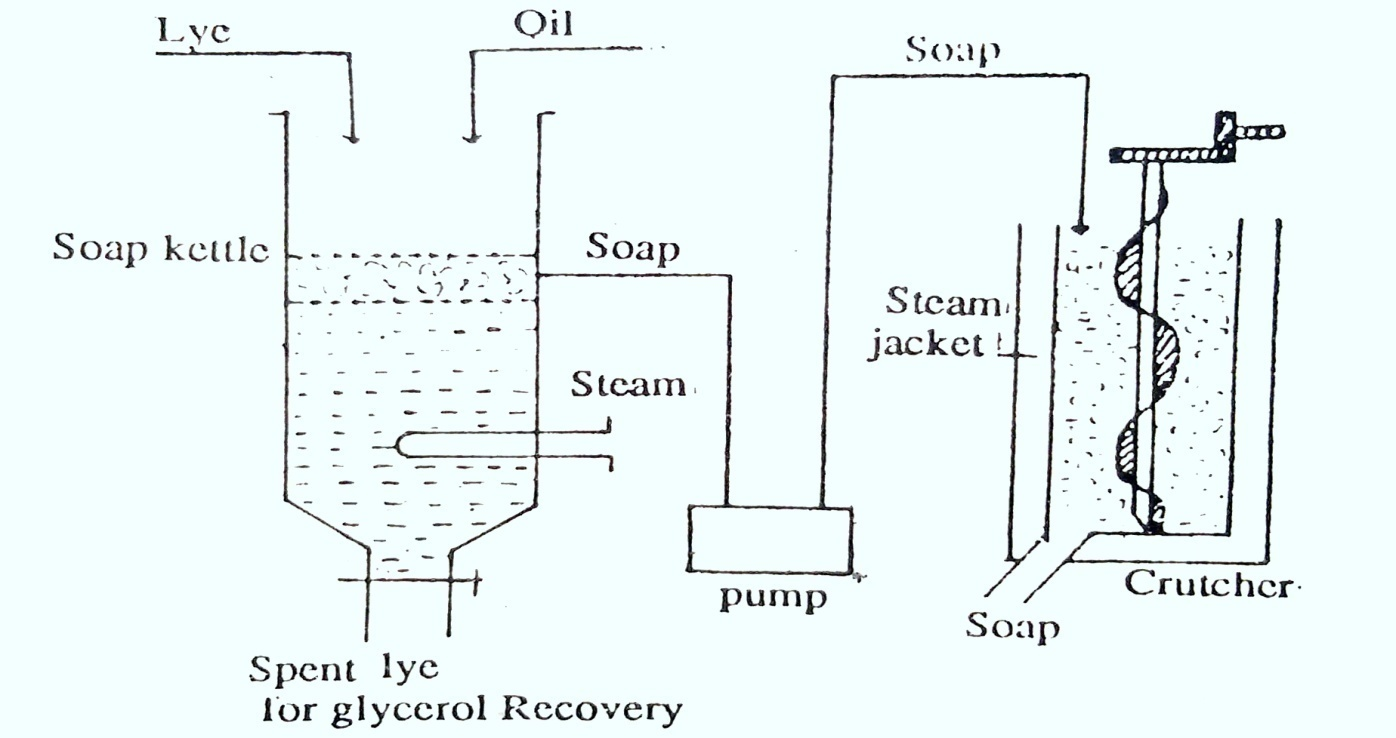 Lye
Oil
Soap
Soap kettle
Soap
Steam
jacket
Steam
pump
Crutcher
Soap
Spent lye
for glycerol Recovery